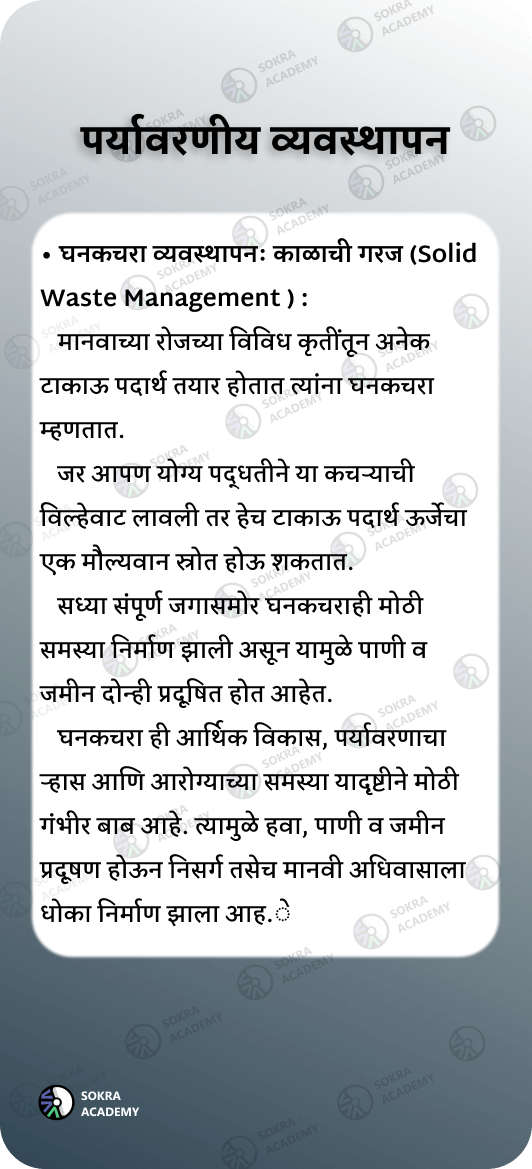 पर्यावरणीय व्यवस्थापन
• घनकचरा व्यवस्थापनः काळाची गरज (Solid
Waste Management ) :
मानवाच्या रोजच्या विविध कृतींतून अनेक
टाकाऊ पदार्थ तयार होतात त्यांना घनकचरा
म्हणतात.
जर आपण योग्य पद्धतीने या कचऱ्याची
विल्हेवाट लावली तर हेच टाकाऊ पदार्थ ऊर्जेचा
एक मौल्यवान स्रोत होऊ शकतात.
सध्या संपूर्ण जगासमोर घनकचराही मोठी
समस्या निर्माण झाली असून यामुळे पाणी व
जमीन दोन्ही प्रदूषित होत आहेत.
घनकचरा ही आर्थिक विकास, पर्यावरणाचा
ऱ्हास आणि आरोग्याच्या समस्या यादृष्टीने मोठी
गंभीर बाब आहे. त्यामुळे हवा, पाणी व जमीन
प्रदूषण होऊन निसर्ग तसेच मानवी अधिवासाला
धोका निर्माण झाला आह.े
SOKRA
ACADEMY